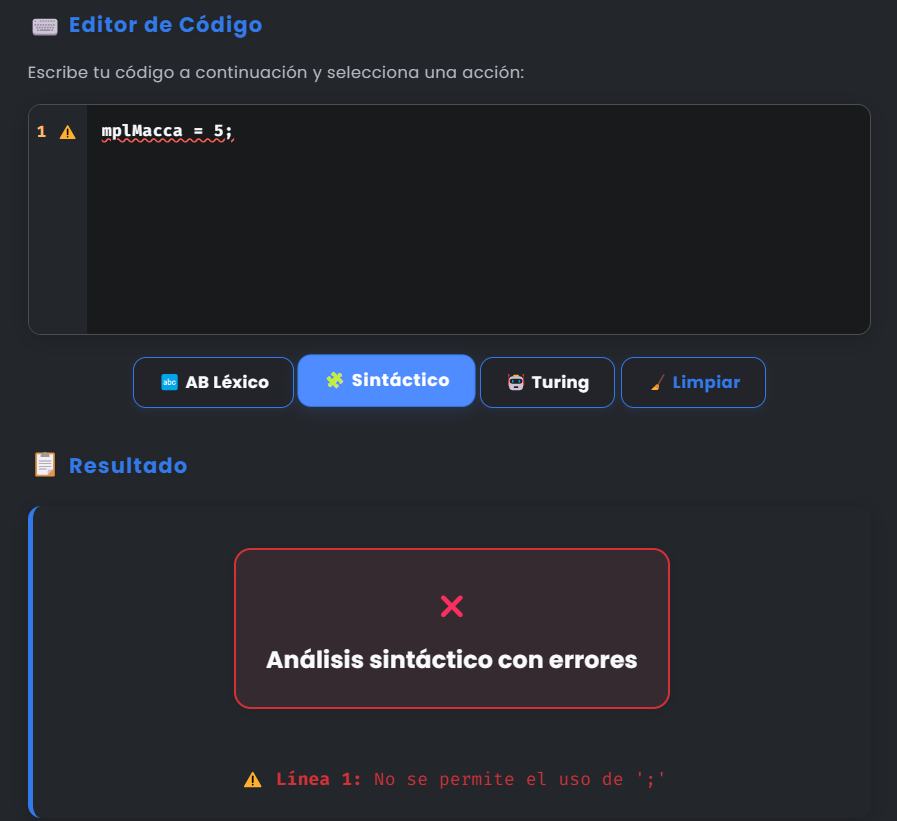 Editor de Código
Escribe tu código a continuación y selecciona una acción:
1 mplMacca = 5;
abc AB Léxico Sintáctico Turing Limpiar
Resultado
Análisis sintáctico con errores
Línea 1: No se permite el uso de ';'